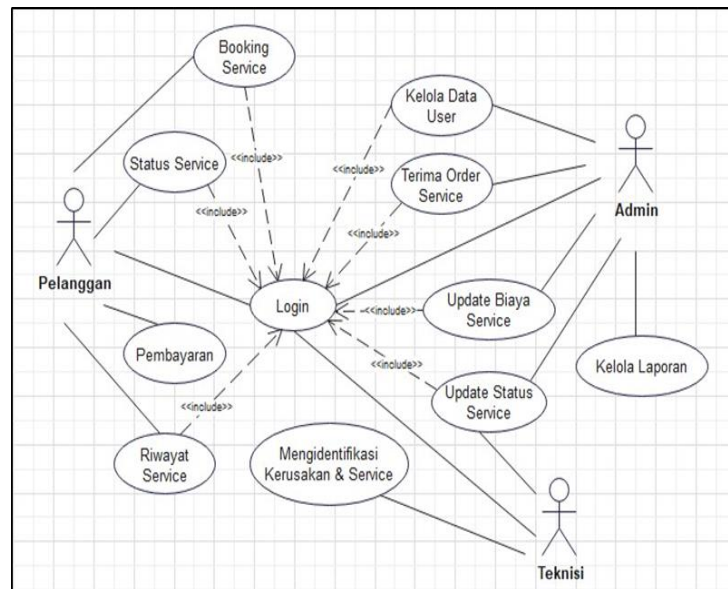 Booking
Service
Kelola Data
User
Status Service
<<include>>
<<include>>
Terima Order
Service
Admin
<<include>>
<<include>>
Pelanggan
Login
<<include>>
Update Biaya
Service
Pembayaran
<<include>>
Kelola Laporan
Update Status
Service
<<include>>
Riwayat
Service
Mengidentifikasi
Kerusakan & Service
Teknisi